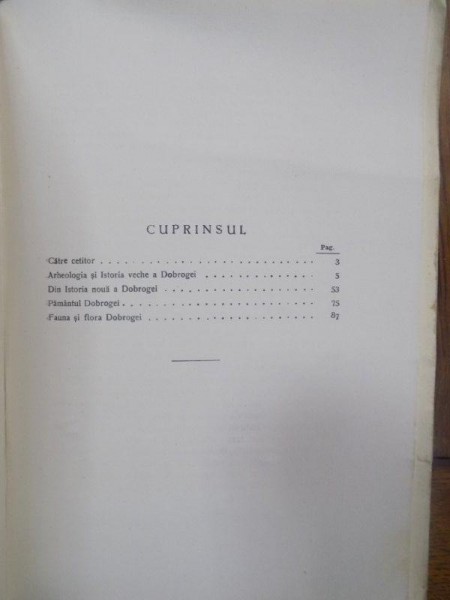 CUPRINSUL
Pag.
Către cetitor . . . . . . . . . . . . . . . . . . . . . 3
Arheologia și Istoria veche a Dobrogei . . . . . . . . . . 5
Din Istoria nouă a Dobrogei . . . . . . . . . . . . . . 53
Pământul Dobrogei . . . . . . . . . . . . . . . . . . 75
Fauna și flora Dobrogei . . . . . . . . . . . . . . . . 87